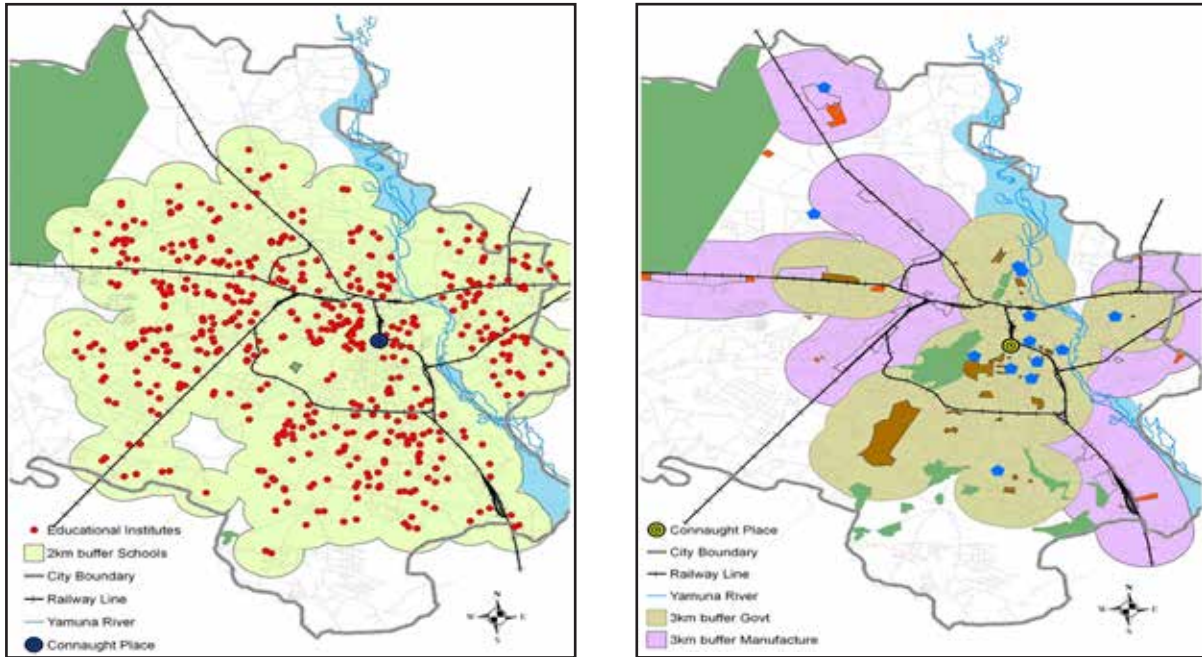 Educational Institutes
2km buffer Schools
City Boundary
Railway Line
Yamuna River
Connaught Place
N
W E
S
Connaught Place
City Boundary
Railway Line
Yamuna River
3km buffer Govt
3km buffer Manufacture
N
W E
S